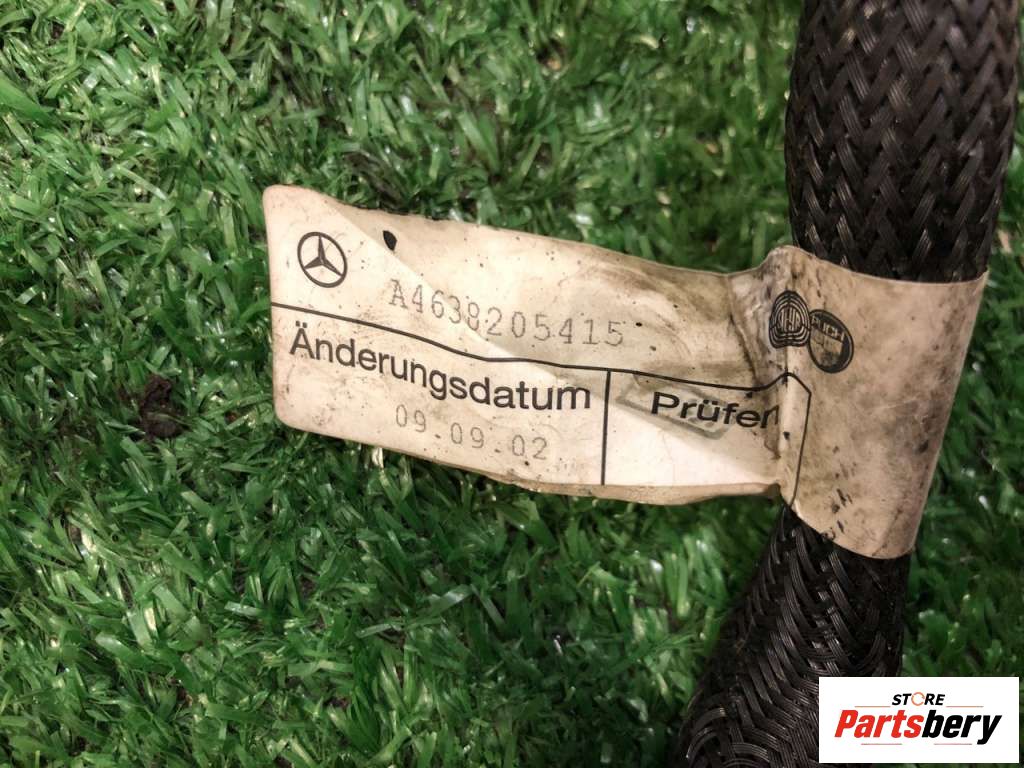 A4638205415
Änderungsdatum
Prüfer
09.09.02
STORE
Partsbery